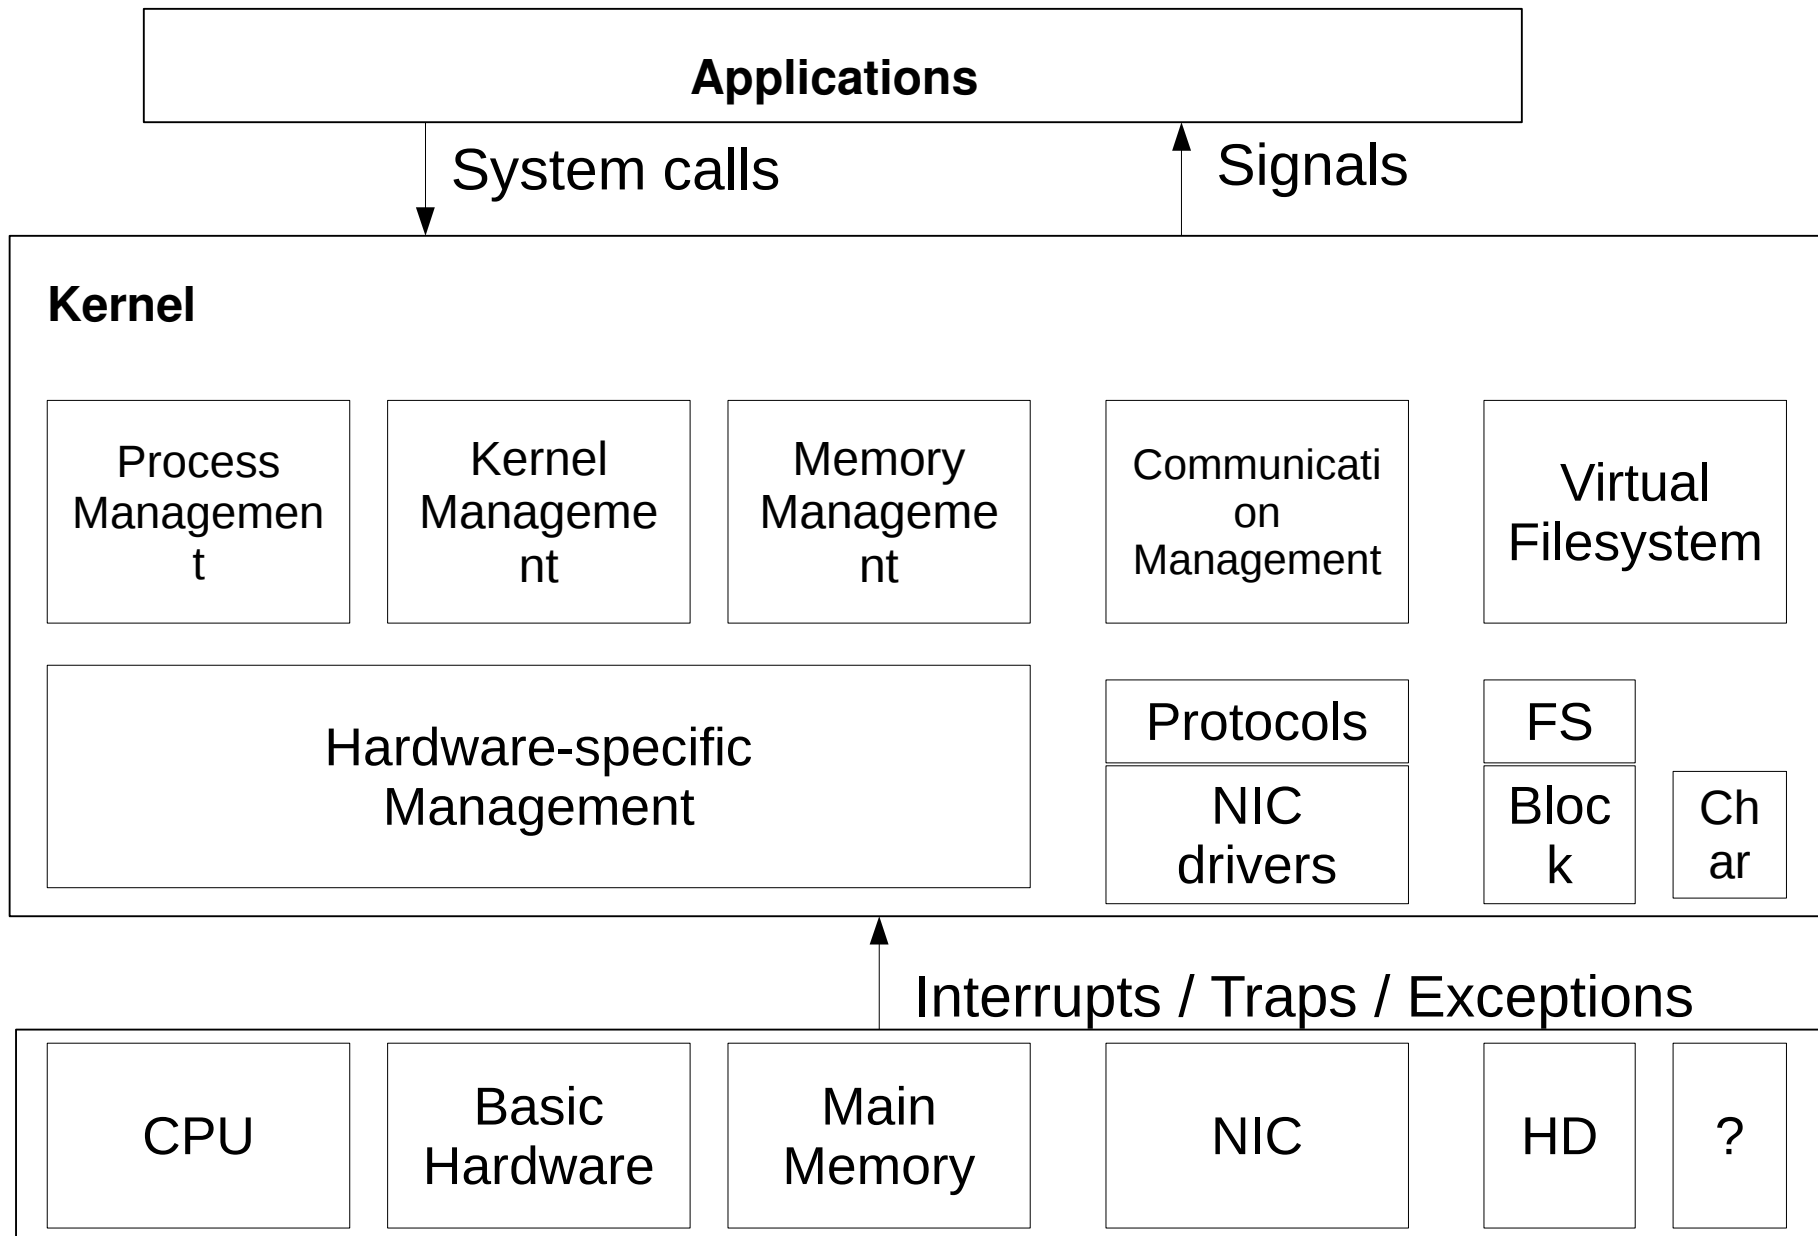 Applications
System calls
Signals
Kernel
Process
Managemen
t
Kernel
Manageme
nt
Memory
Manageme
nt
Communicati
on
Management
Virtual
Filesystem
Hardware-specific
Management
Protocols
NIC
drivers
FS
Bloc
k
Ch
ar
Interrupts / Traps / Exceptions
CPU
Basic
Hardware
Main
Memory
NIC
HD
?